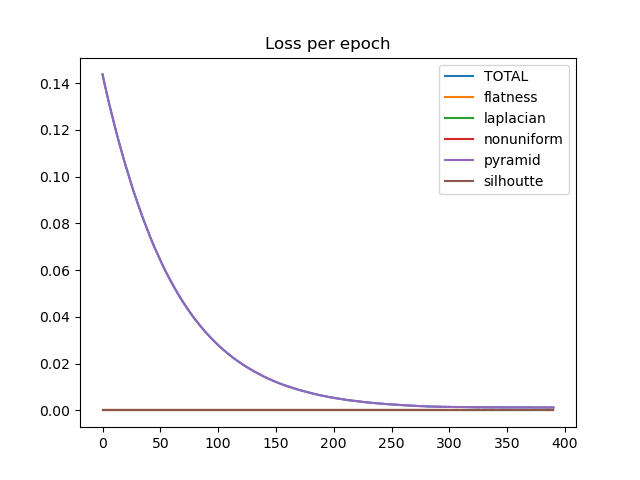 Loss per epoch
0.14
0.12
0.10
0.08
0.06
0.04
0.02
0.00
TOTAL
flatness
laplacian
nonuniform
pyramid
silhoutte
0 50 100 150 200 250 300 350 400